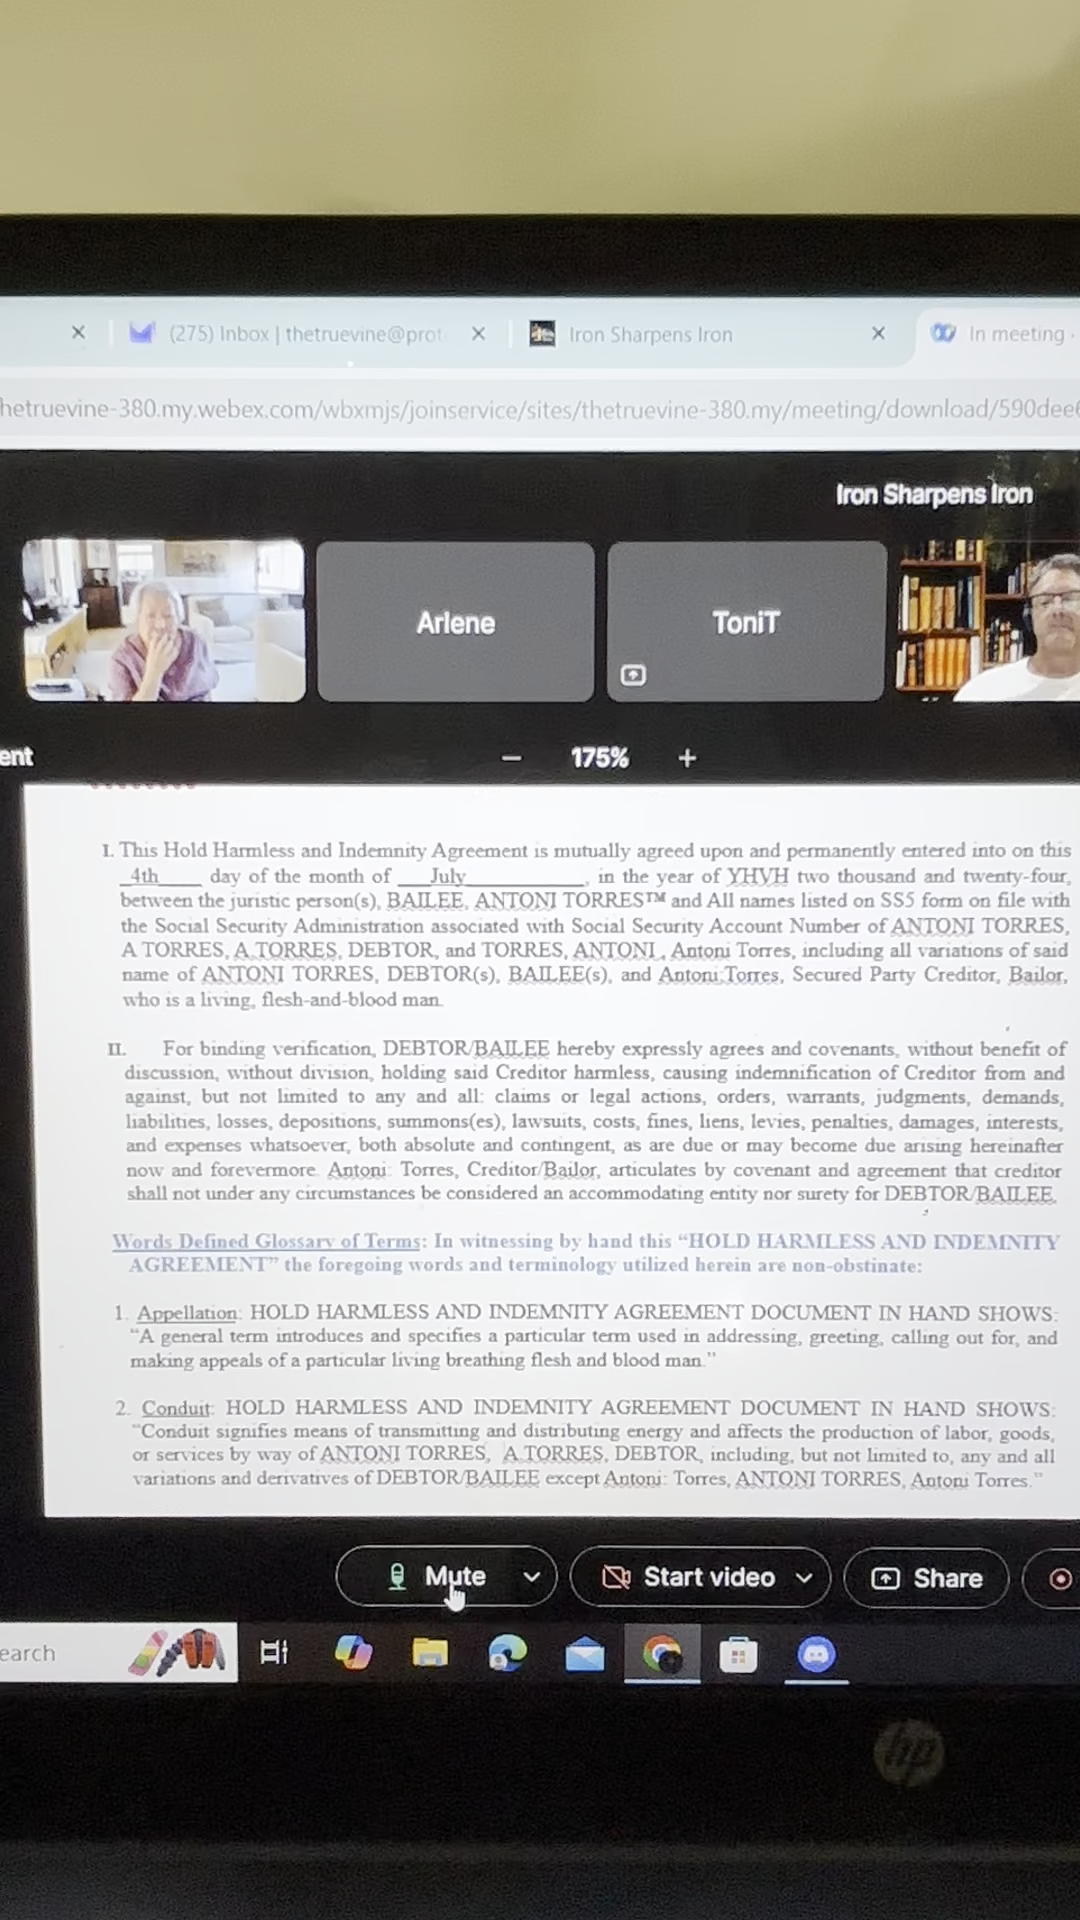 (275) Inbox | thetruevine@prot
Iron Sharpens Iron
In meeting
hetruevine-380.my.webex.com/wbxmjs/joinservice/sites/thetruevine-380.my/meeting/download/590dee
Iron Sharpens Iron
Arlene
ToniT
ent
175%
I. This Hold Harmless and Indemnity Agreement is mutually agreed upon and permanently entered into on this
4th day of the month of July, in the year of YHVH two thousand and twenty-four,
between the juristic person(s), BAILEE, ANTONI TORRES™ and All names listed on SS5 form on file with
the Social Security Administration associated with Social Security Account Number of ANTONI TORRES,
A TORRES, A.TORRES, DEBTOR, and TORRES, ANTONI., Antoni Torres, including all variations of said
name of ANTONI TORRES, DEBTOR(s), BAILEE(s), and Antoni:Torres, Secured Party Creditor, Bailor,
who is a living, flesh-and-blood man.
II. For binding verification, DEBTOR/BAILEE hereby expressly agrees and covenants, without benefit of
discussion, without division, holding said Creditor harmless, causing indemnification of Creditor from and
against, but not limited to any and all: claims or legal actions, orders, warrants, judgments, demands,
liabilities, losses, depositions, summons(es), lawsuits, costs, fines, liens, levies, penalties, damages, interests,
and expenses whatsoever, both absolute and contingent, as are due or may become due arising hereinafter
now and forevermore. Antoni: Torres, Creditor/Bailor, articulates by covenant and agreement that creditor
shall not under any circumstances be considered an accommodating entity nor surety for DEBTOR/BAILEE.
Words Defined Glossary of Terms: In witnessing by hand this “HOLD HARMLESS AND INDEMNITY
AGREEMENT” the foregoing words and terminology utilized herein are non-obstinate:
1. Appellation: HOLD HARMLESS AND INDEMNITY AGREEMENT DOCUMENT IN HAND SHOWS:
“A general term introduces and specifies a particular term used in addressing, greeting, calling out for, and
making appeals of a particular living breathing flesh and blood man.”
2. Conduit: HOLD HARMLESS AND INDEMNITY AGREEMENT DOCUMENT IN HAND SHOWS:
“Conduit signifies means of transmitting and distributing energy and affects the production of labor, goods,
or services by way of ANTONI TORRES, A.TORRES, DEBTOR, including, but not limited to, any and all
variations and derivatives of DEBTOR/BAILEE except Antoni: Torres, ANTONI TORRES, Antoni Torres.”
Mute
Start video
Share
earch
hp